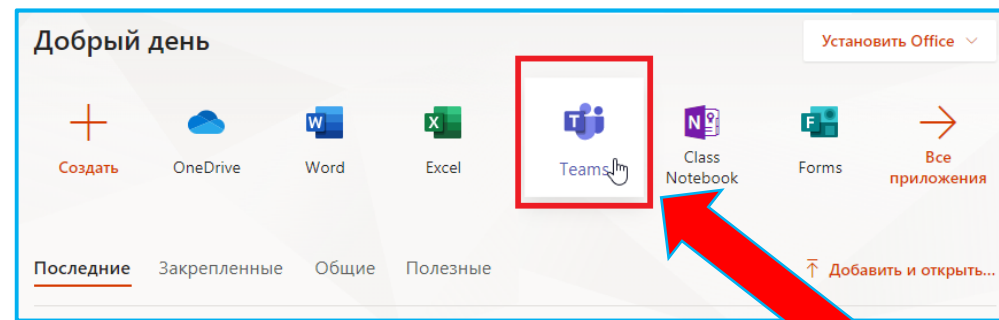 Добрый день
Установить Office
Создать
OneDrive
Word
Excel
Teams
Class
Notebook
Forms
Все
приложения
Последние Закрепленные Общие Полезные
Добавить и открыть...